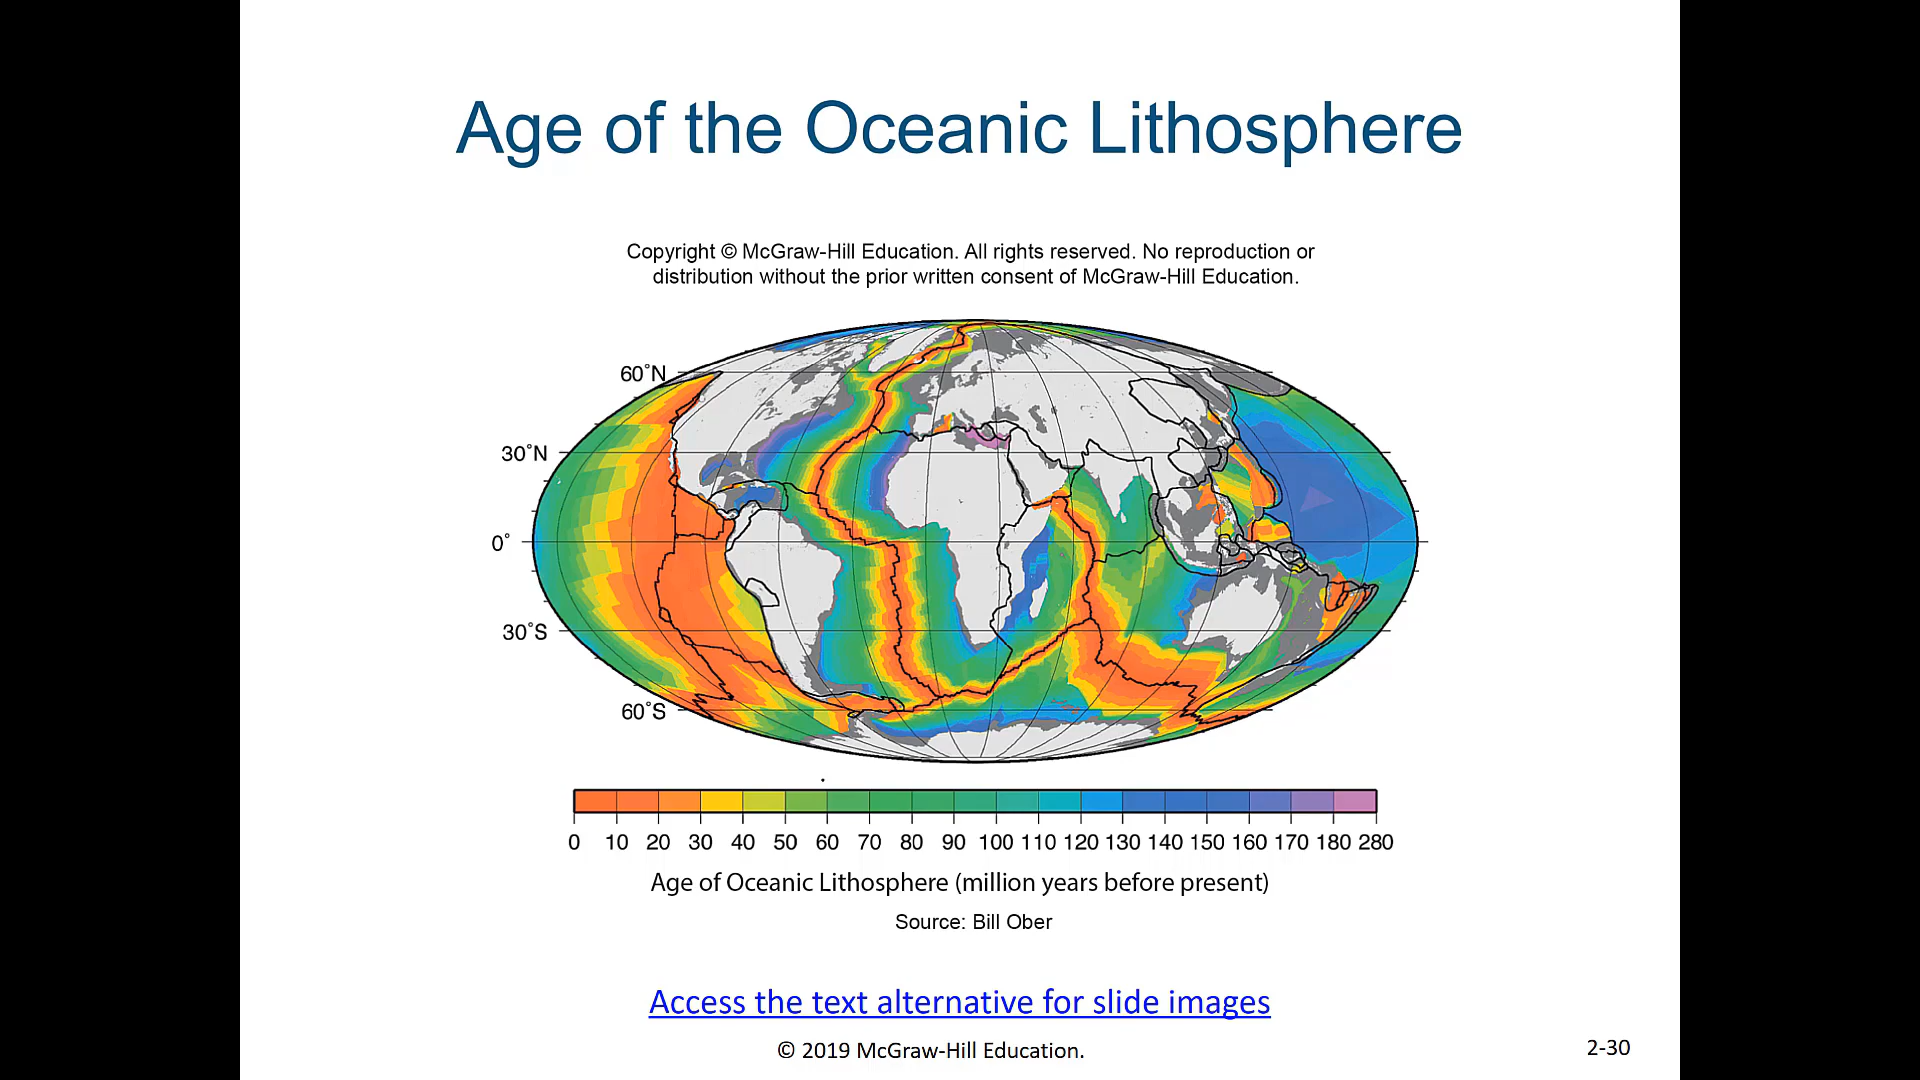 Age of the Oceanic Lithosphere
Copyright © McGraw-Hill Education. All rights reserved. No reproduction or
distribution without the prior written consent of McGraw-Hill Education.
60˚N
30˚N
0˚
30˚S
60˚S
0 10 20 30 40 50 60 70 80 90 100 110 120 130 140 150 160 170 180 280
Age of Oceanic Lithosphere (million years before present)
Source: Bill Ober
Access the text alternative for slide images
© 2019 McGraw-Hill Education.
2-30